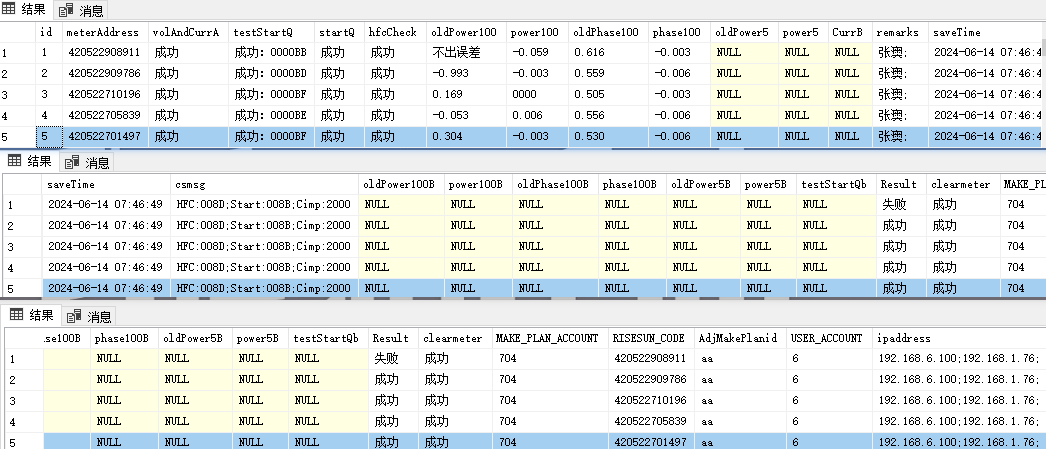 结果 消息
id meterAddress volAndCurrA testStartQ startQ hfcCheck oldPower100 power100 oldPhase100 phase100 oldPower5 power5 CurrB remarks saveTime
1 1 420522908911 成功 成功: 0000BB 成功 成功 不出误差 -0.059 0.616 -0.003 NULL NULL NULL 张澳; 2024-06-14 07:46:4
2 2 420522909786 成功 成功: 0000BD 成功 成功 -0.993 -0.003 0.559 -0.006 NULL NULL NULL 张澳; 2024-06-14 07:46:4
3 3 420522710196 成功 成功: 0000BF 成功 成功 0.169 0000 0.505 -0.003 NULL NULL NULL 张澳; 2024-06-14 07:46:4
4 4 420522705839 成功 成功: 0000BE 成功 成功 -0.053 0.006 0.556 -0.006 NULL NULL NULL 张澳; 2024-06-14 07:46:4
5 5 420522701497 成功 成功: 0000BF 成功 成功 0.304 -0.003 0.530 -0.006 NULL NULL NULL 张澳; 2024-06-14 07:46:4
结果 消息
saveTime csmsg oldPower100B power100B oldPhase100B phase100B oldPower5B power5B testStartQb Result clearmeter MAKE_PL
1 2024-06-14 07:46:49 HFC:008D;Start:008B;Cimp:2000 NULL NULL NULL NULL NULL NULL NULL 失败 成功 704
2 2024-06-14 07:46:49 HFC:008D;Start:008B;Cimp:2000 NULL NULL NULL NULL NULL NULL NULL 成功 成功 704
3 2024-06-14 07:46:49 HFC:008D;Start:008B;Cimp:2000 NULL NULL NULL NULL NULL NULL NULL 成功 成功 704
4 2024-06-14 07:46:49 HFC:008D;Start:008B;Cimp:2000 NULL NULL NULL NULL NULL NULL NULL 成功 成功 704
5 2024-06-14 07:46:49 HFC:008D;Start:008B;Cimp:2000 NULL NULL NULL NULL NULL NULL NULL 成功 成功 704
结果 消息
se100B phase100B oldPower5B power5B testStartQb Result clearmeter MAKE_PLAN_ACCOUNT RISESUN_CODE AdjMakePlanid USER_ACCOUNT ipaddress
1 NULL NULL NULL NULL 失败 成功 704 420522908911 aa 6 192.168.6.100;192.168.1.76;
2 NULL NULL NULL NULL 成功 成功 704 420522909786 aa 6 192.168.6.100;192.168.1.76;
3 NULL NULL NULL NULL 成功 成功 704 420522710196 aa 6 192.168.6.100;192.168.1.76;
4 NULL NULL NULL NULL 成功 成功 704 420522705839 aa 6 192.168.6.100;192.168.1.76;
5 NULL NULL NULL NULL 成功 成功 704 420522701497 aa 6 192.168.6.100;192.168.1.76;